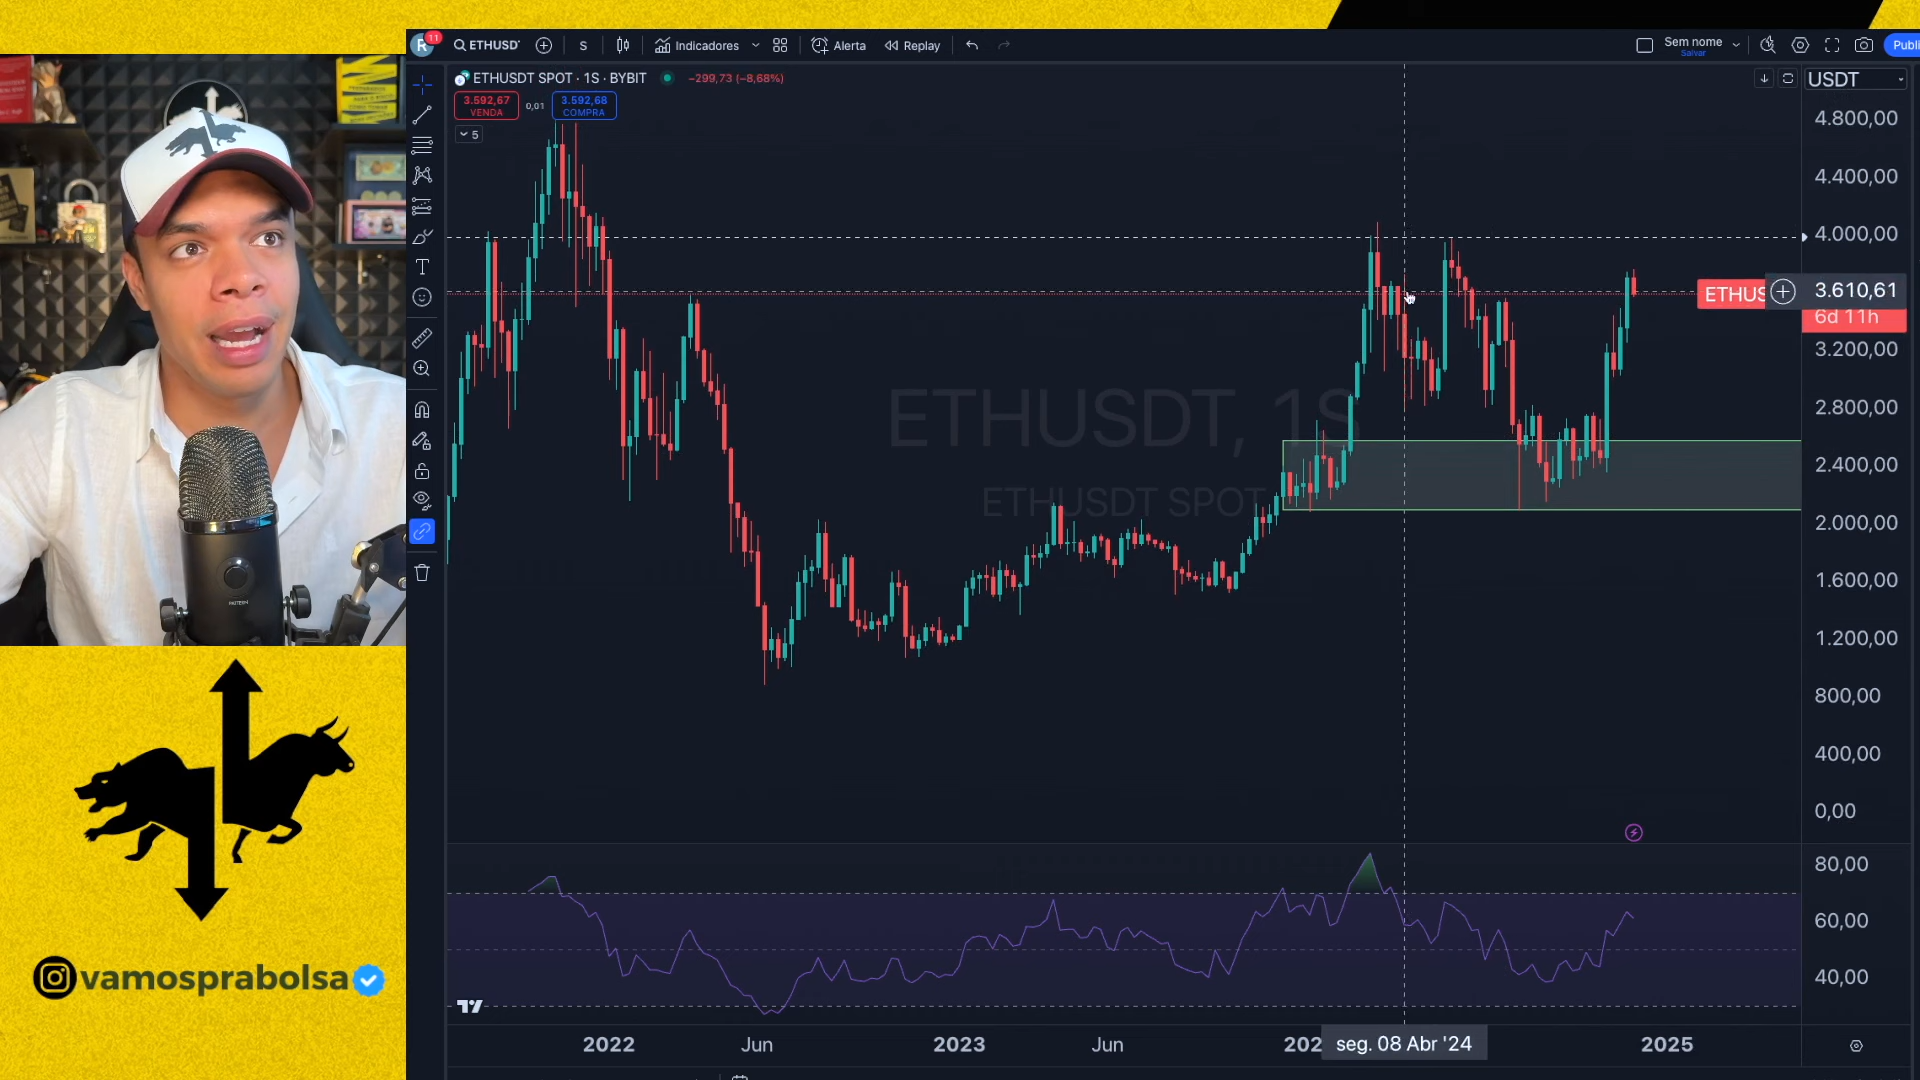 R 11 ETHUSD S Indicadores Alerta Replay Sem nome Publi
Salvar
ETHUSDT SPOT · 1S · BYBIT −299,73 (−8,68%) USDT
3.592,67 0,01 3.592,68
VENDA COMPRA
5
4.800,00
4.400,00
4.000,00
ETHUS 3.610,61
6d 11h
3.200,00
2.800,00
2.400,00
2.000,00
1.600,00
1.200,00
800,00
400,00
0,00
ETHUSDT, 1S
ETHUSDT SPOT
80,00
60,00
40,00
2022 Jun 2023 Jun 202 seg. 08 Abr '24 2025
PATTERN
vamosprabolsa